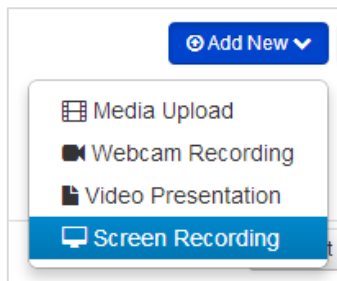 Add New
Media Upload
Webcam Recording
Video Presentation
Screen Recording